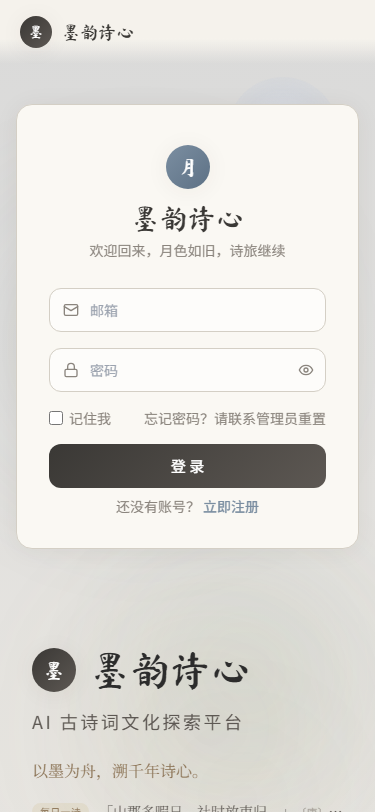 墨 墨韵诗心
月
墨韵诗心
欢迎回来，月色如旧，诗旅继续
邮箱
密码
记住我 忘记密码？请联系管理员重置
登录
还没有账号？ 立即注册
墨 墨韵诗心
AI 古诗词文化探索平台
以墨为舟，溯千年诗心。